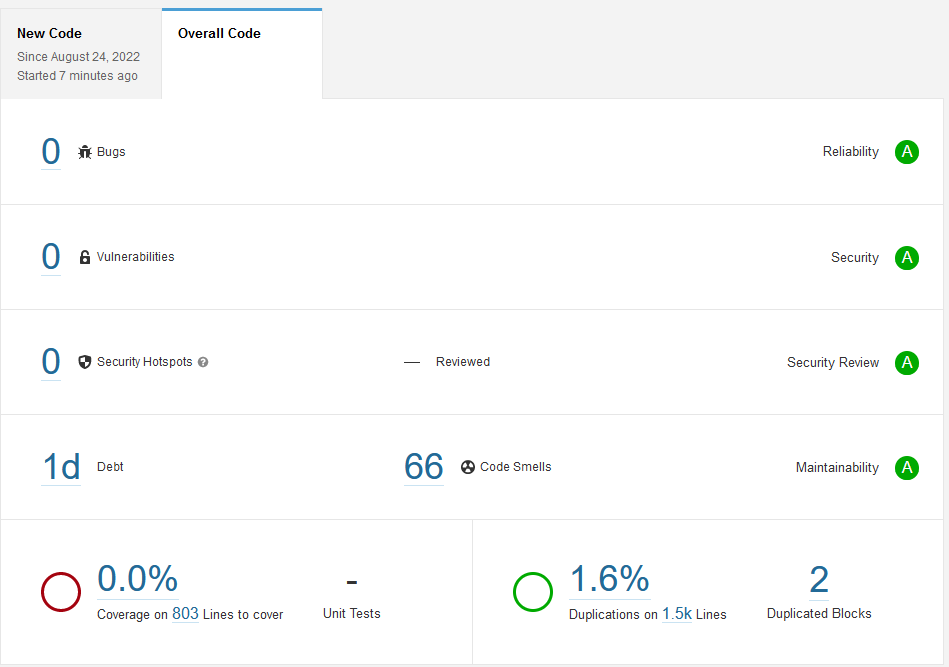 New Code
Since August 24, 2022
Started 7 minutes ago
Overall Code
0 Bugs Reliability A
0 Vulnerabilities Security A
0 Security Hotspots ? — Reviewed Security Review A
1d Debt 66 Code Smells Maintainability A
0.0% - 1.6% 2
Coverage on 803 Lines to cover Unit Tests Duplications on 1.5k Lines Duplicated Blocks